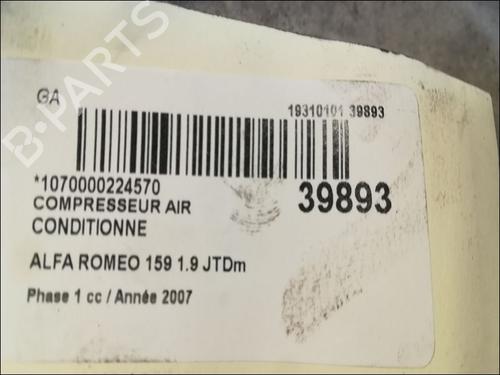 GA
19310101 39893
*1070000224570
39893
COMPRESSEUR AIR
CONDITIONNE
ALFA ROMEO 159 1.9 JTDm
Phase 1 cc / Année 2007
B-PARTS